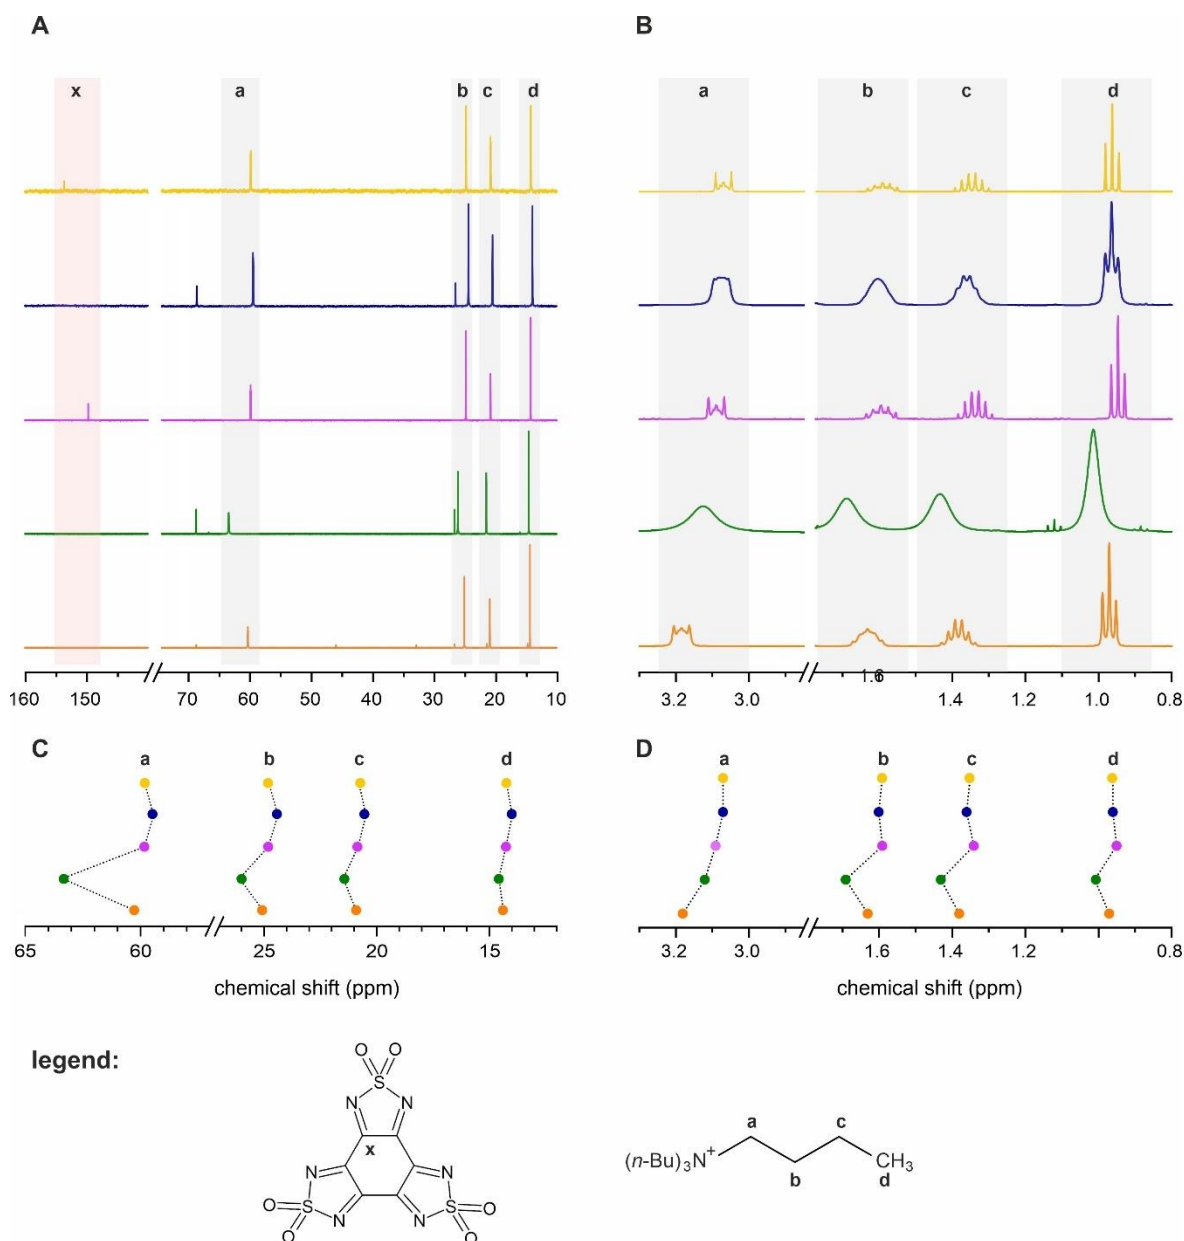 A
B
x a b c d
a b c d
160 150 70 60 50 40 30 20 10
3.2 3.0 1.6 1.4 1.2 1.0 0.8
C
D
a b c d
a b c d
65 60 25 20 15
3.2 3.0 1.6 1.4 1.2 1.0 0.8
chemical shift (ppm)
chemical shift (ppm)
legend:
O O
S
N N
x
N N
O S S O
O N N O
a c
(n-Bu)3N+ CH3
b d